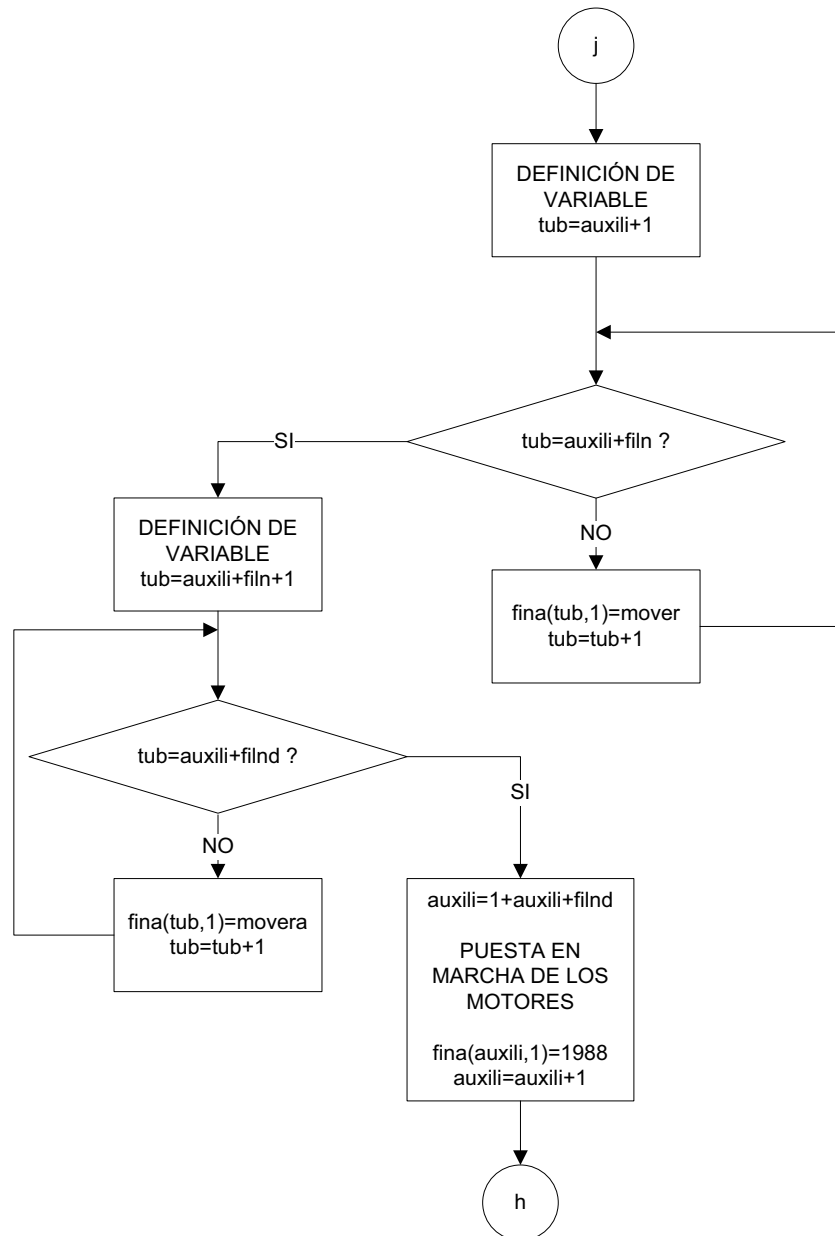 j
DEFINICIÓN DE
VARIABLE
tub=auxili+1
tub=auxili+filn ?
SI
NO
DEFINICIÓN DE
VARIABLE
tub=auxili+filn+1
fina(tub,1)=mover
tub=tub+1
tub=auxili+filnd ?
SI
NO
fina(tub,1)=movera
tub=tub+1
auxili=1+auxili+filnd
PUESTA EN
MARCHA DE LOS
MOTORES
fina(auxili,1)=1988
auxili=auxili+1
h